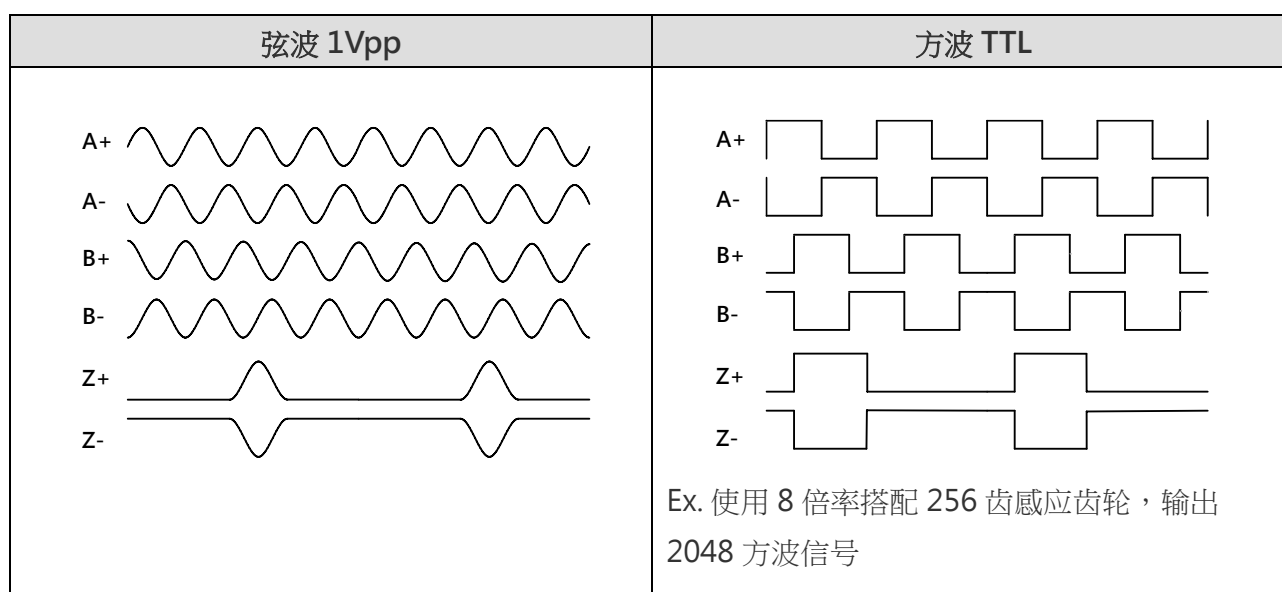 弦波 1Vpp
方波 TTL
A+
A-
B+
B-
Z+
Z-
A+
A-
B+
B-
Z+
Z-
Ex. 使用 8 倍率搭配 256 齿感应齿轮，输出
2048 方波信号